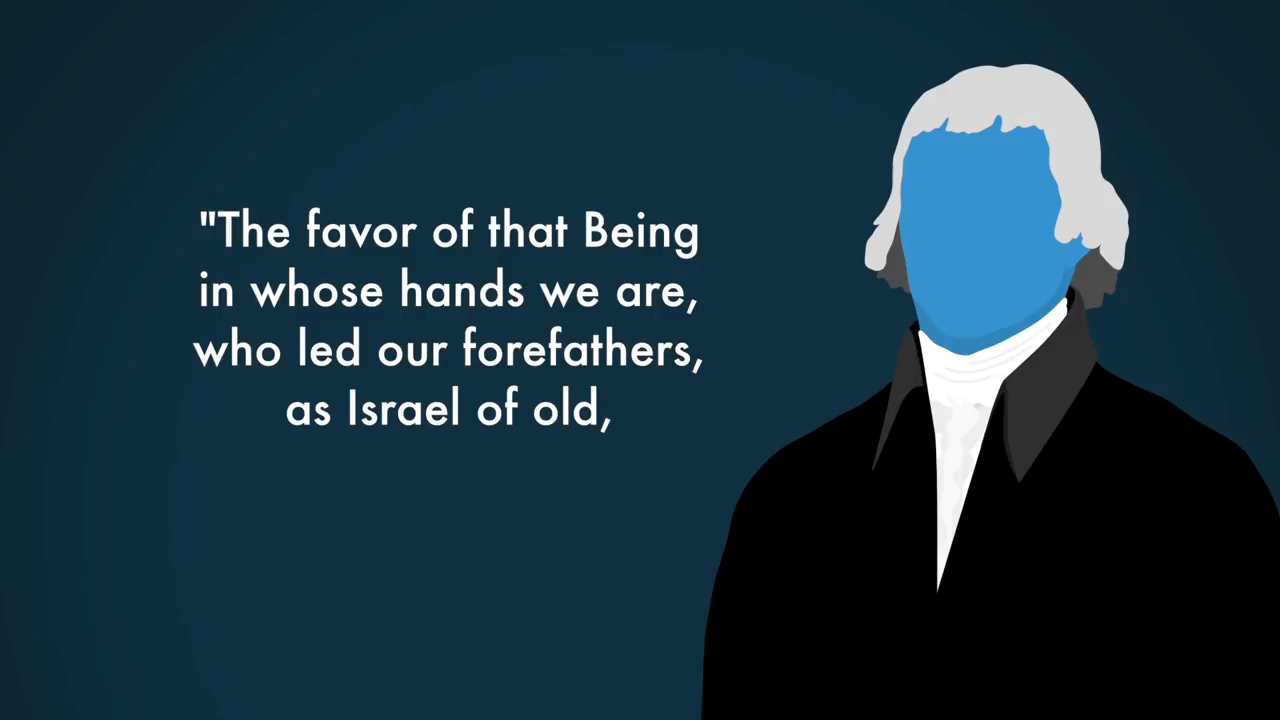 "The favor of that Being
in whose hands we are,
who led our forefathers,
as Israel of old,